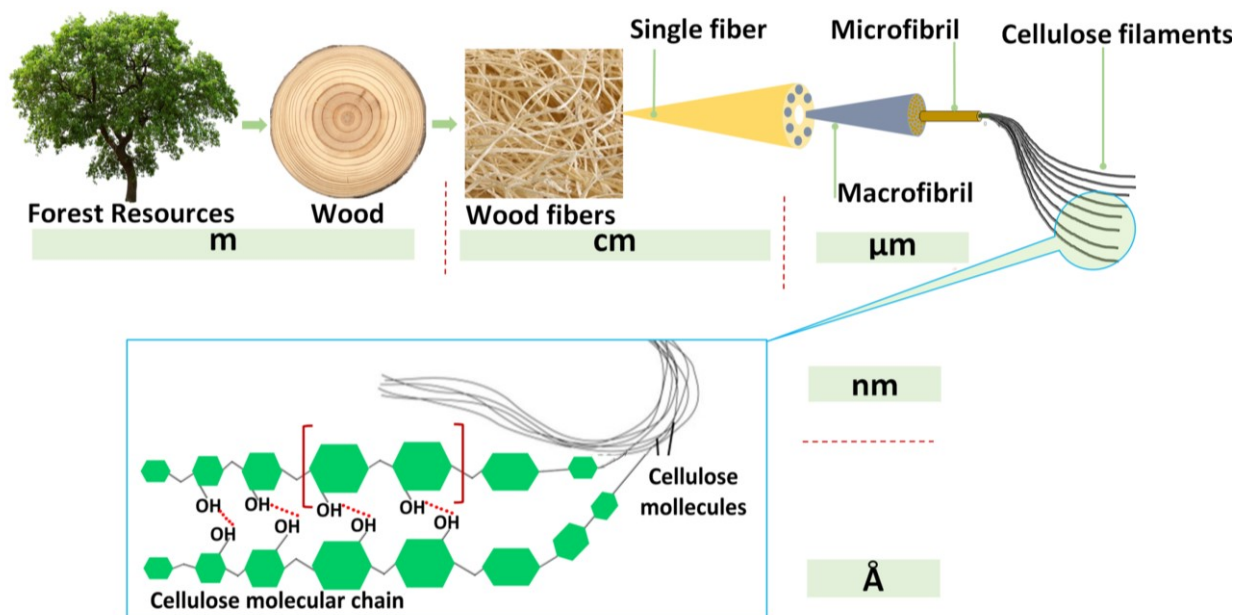 Single fiber
Microfibril
Cellulose filaments
Forest Resources
Wood
Wood fibers
Macrofibril
m
cm
μm
nm
Cellulose
mollecules
OH
OH
OH
OH
OH
OH
OH
OH
Cellulose molecular chain
Å